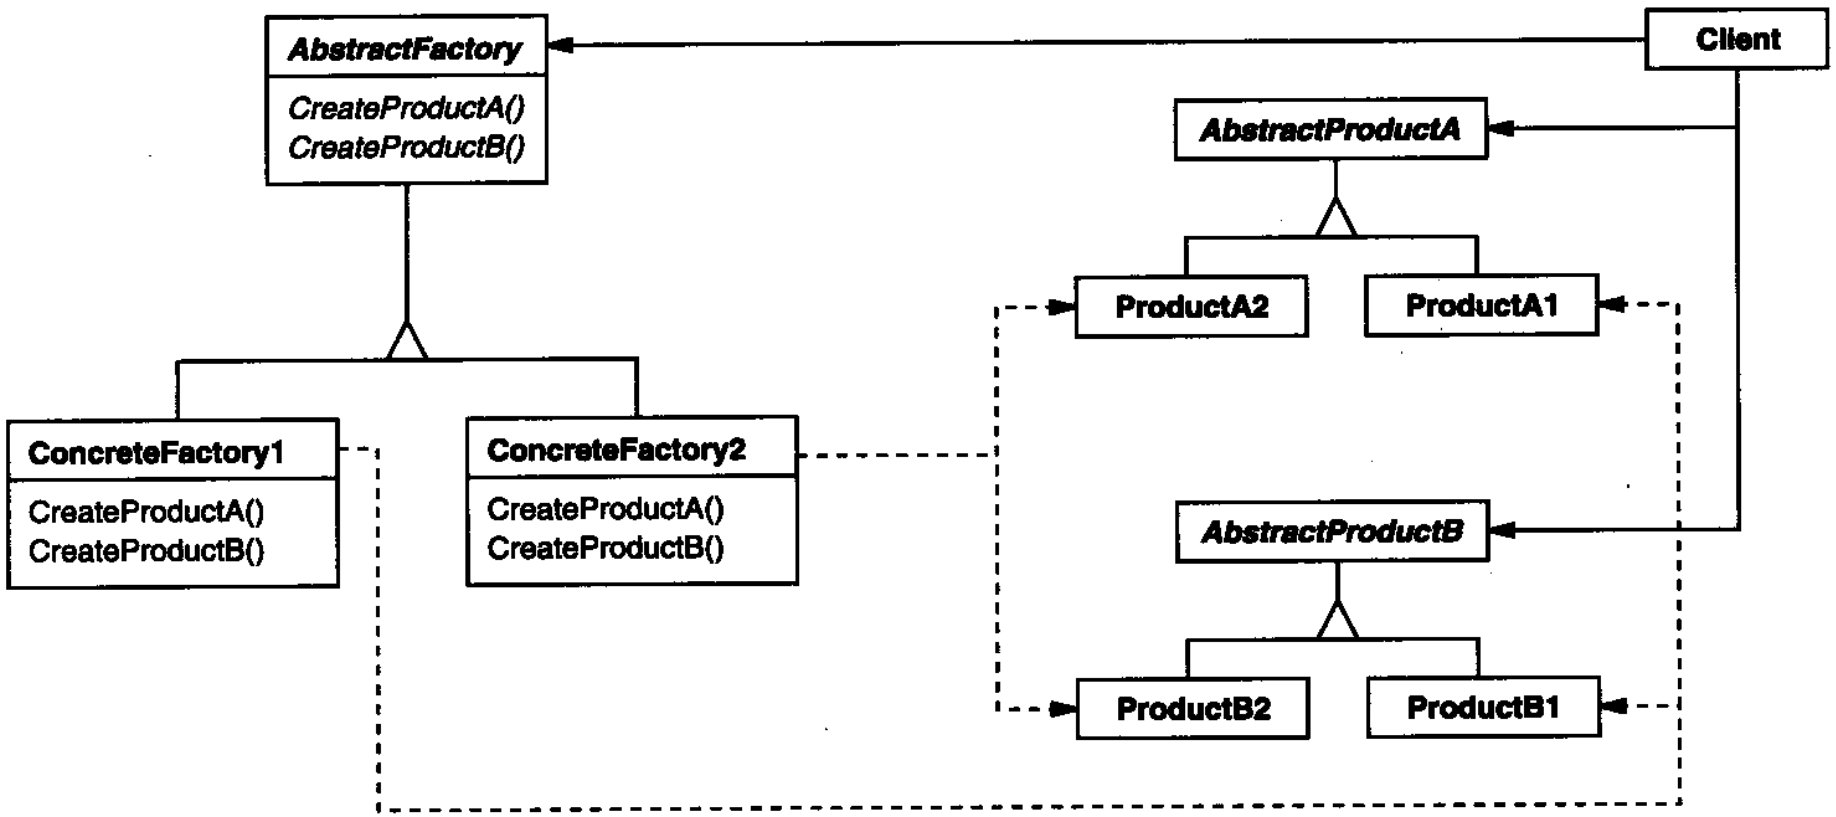 AbstractFactory
CreateProductA()
CreateProductB()
Client
AbstractProductA
ProductA2
ProductA1
ConcreteFactory1
CreateProductA()
CreateProductB()
ConcreteFactory2
CreateProductA()
CreateProductB()
AbstractProductB
ProductB2
ProductB1